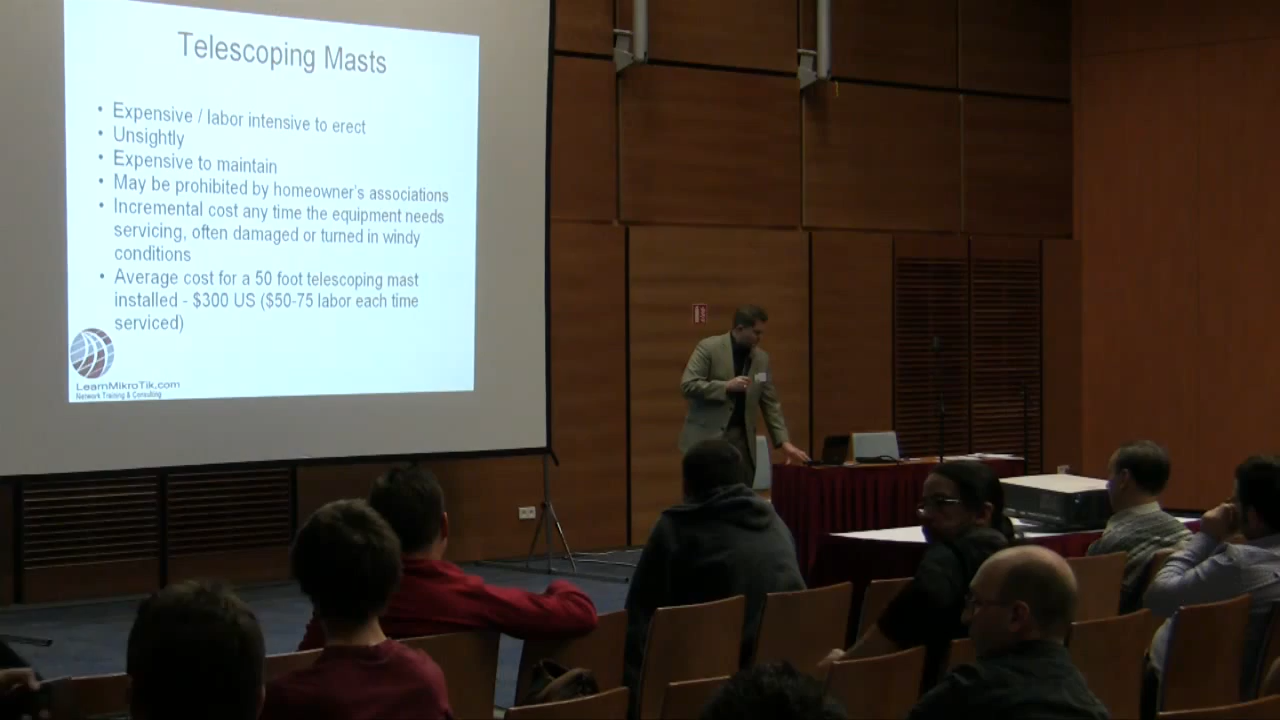 Telescoping Masts
• Expensive / labor intensive to erect
• Unsightly
• Expensive to maintain
• May be prohibited by homeowner's associations
• Incremental cost any time the equipment needs
servicing, often damaged or turned in windy
conditions
• Average cost for a 50 foot telescoping mast
installed - $300 US ($50-75 labor each time
serviced)
LearnMikroTik.com
Network Training & Consulting